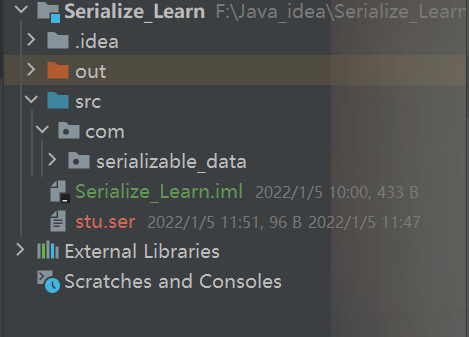 Serialize_Learn F:\Java_idea\Serialize_Learn
.idea
out
src
com
serializable_data
Serialize_Learn.iml 2022/1/5 10:00, 433 B
stu.ser 2022/1/5 11:51, 96 B 2022/1/5 11:47
External Libraries
Scratches and Consoles